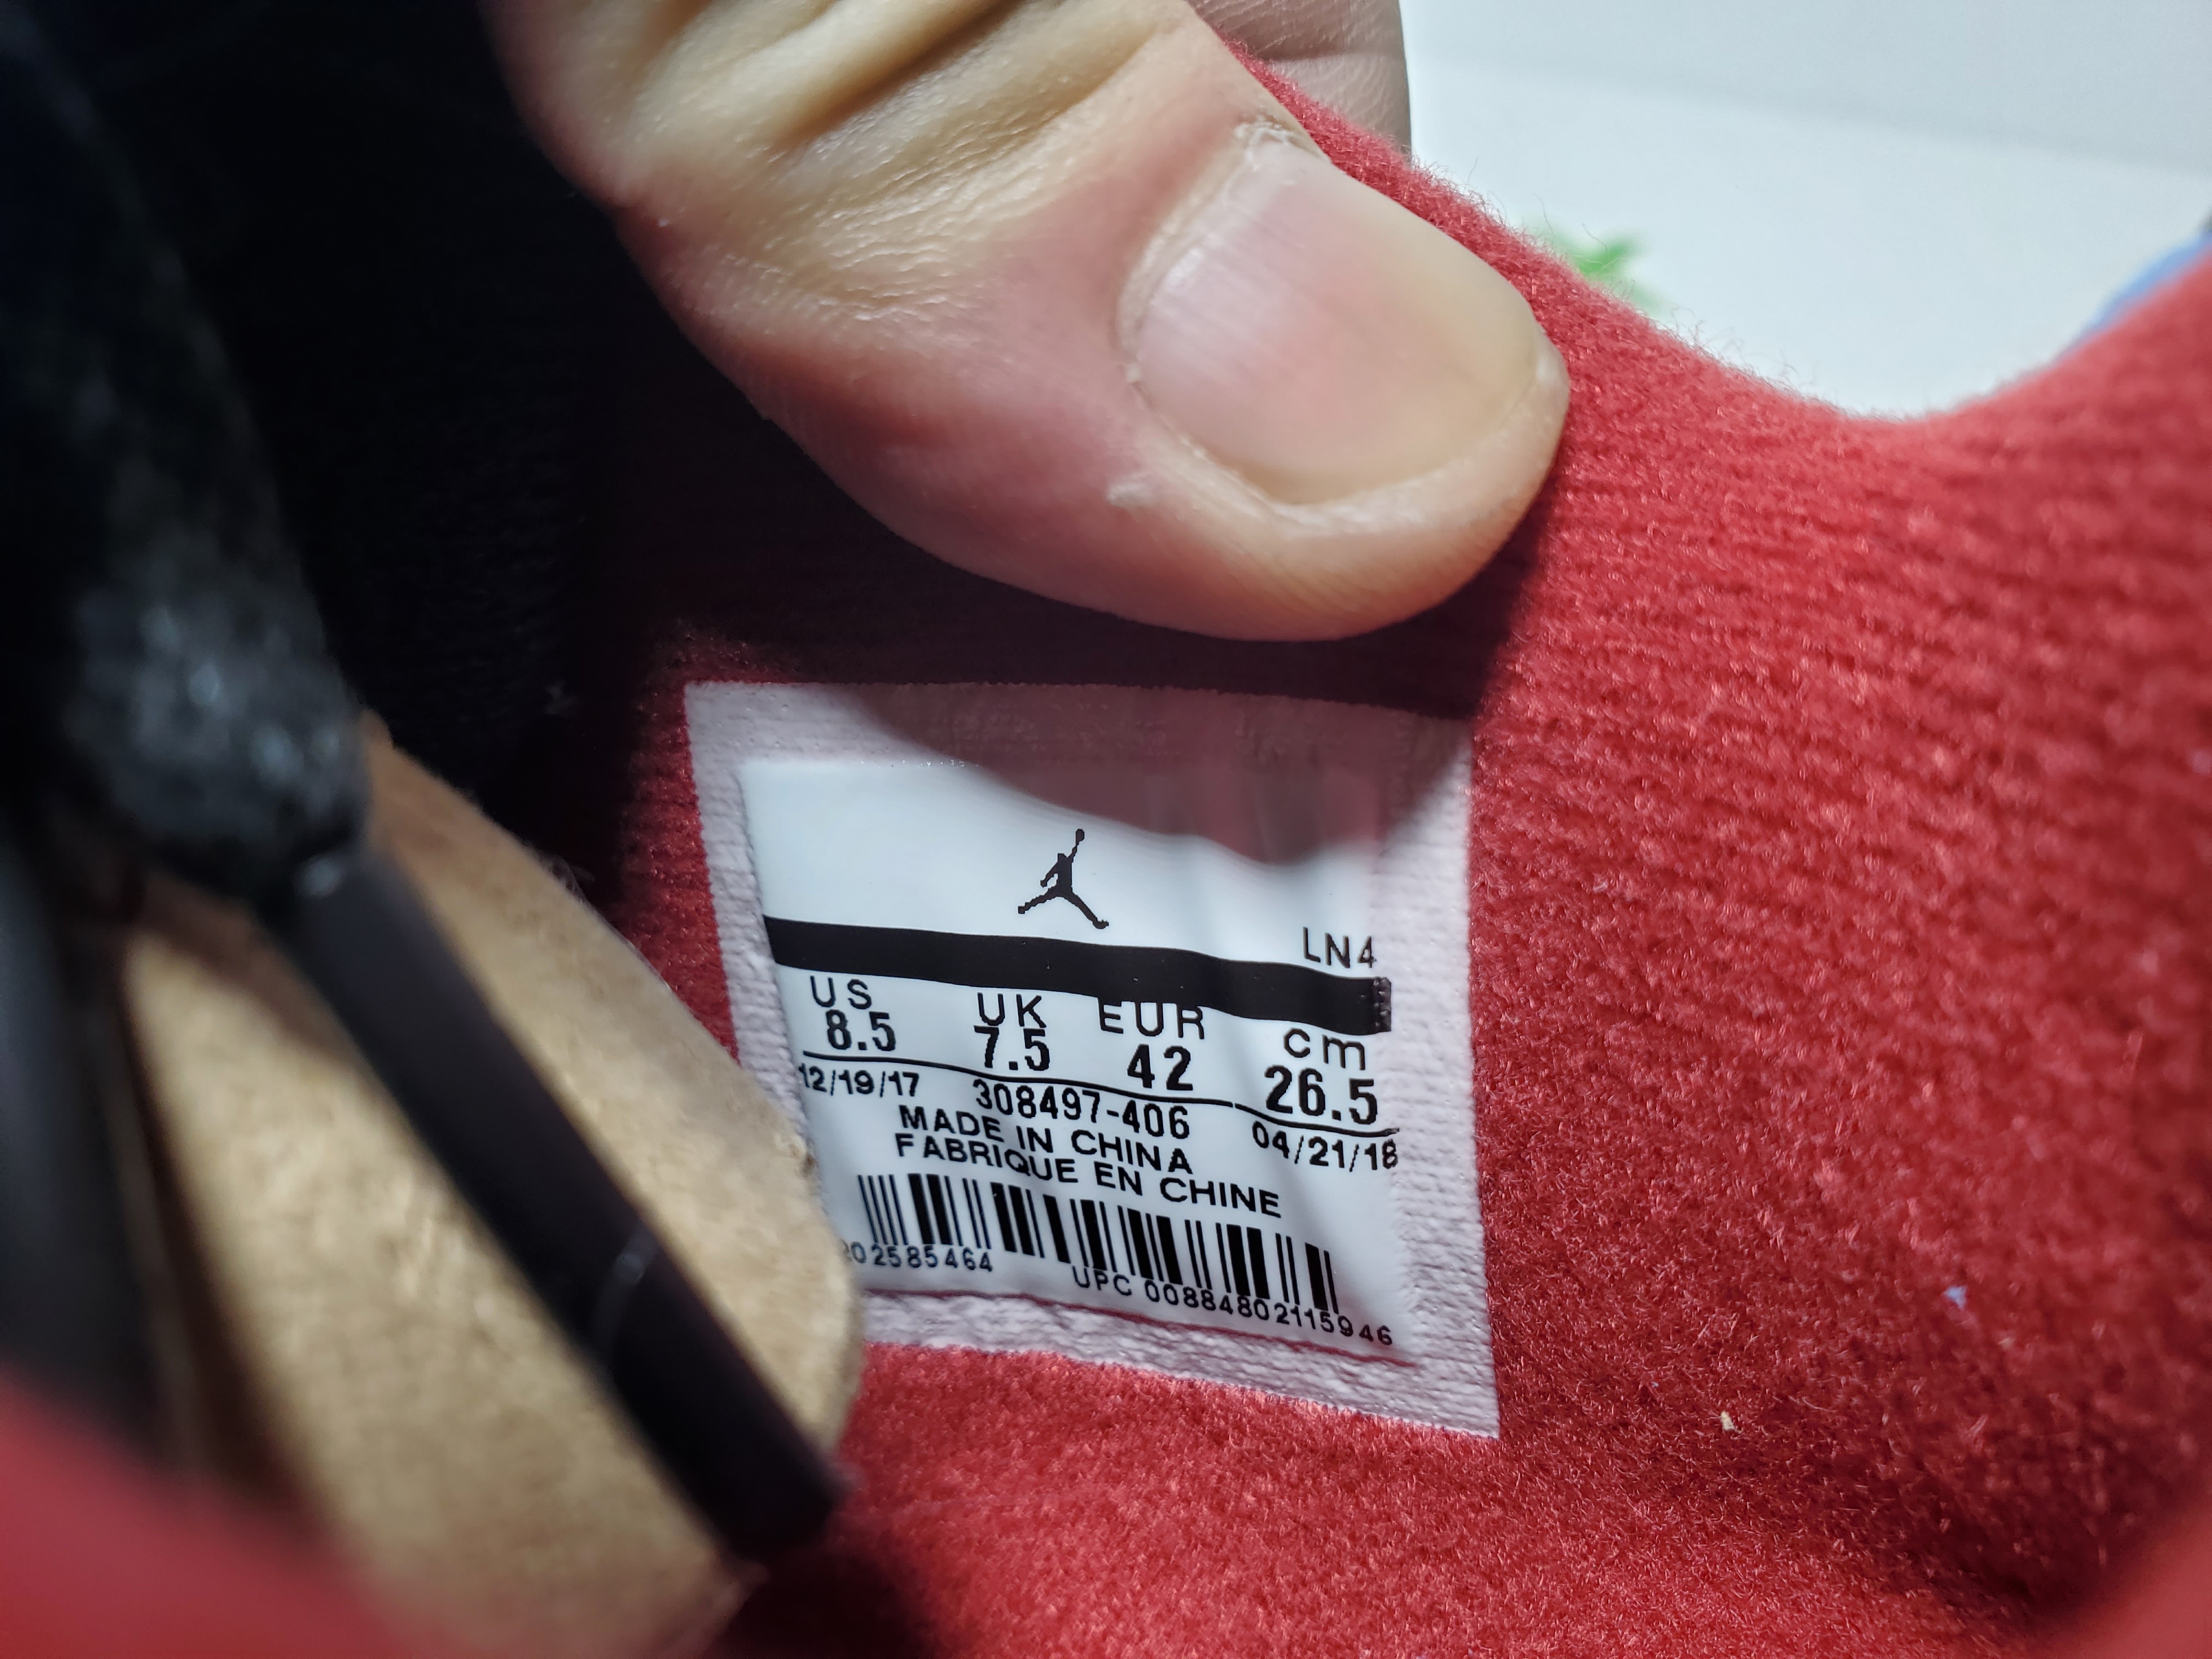 LN4
US UK EUR cm
8.5 7.5 42 26.5
12/19/17 308497-406 04/21/18
MADE IN CHINA
FABRIQUE EN CHINE
02585464 UPC 00884802115946